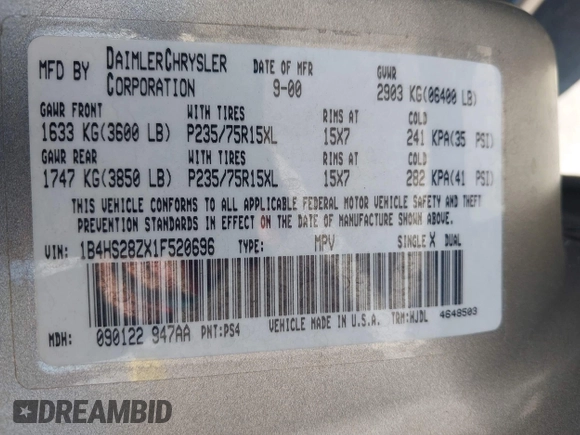 MFD BY DAIMLERCHRYSLER CORPORATION DATE OF MFR 9-00 GVWR 2903 KG(06400 LB)
GAWR FRONT WITH TIRES RIMS AT COLD
1633 KG(3600 LB) P235/75R15XL 15X7 241 KPA(35 PSI)
GAWR REAR WITH TIRES RIMS AT COLD
1747 KG(3850 LB) P235/75R15XL 15X7 282 KPA(41 PSI)
THIS VEHICLE CONFORMS TO ALL APPLICABLE FEDERAL MOTOR VEHICLE SAFETY AND THEFT
PREVENTION STANDARDS IN EFFECT ON THE DATE OF MANUFACTURE SHOWN ABOVE.
VIN: 1B4HS28ZX1F520696 TYPE: MPV SINGLE X DUAL
MDH: 090122 947AA PNT:PS4 VEHICLE MADE IN U.S.A. TRM:WJDL 4648503
DREAMBID